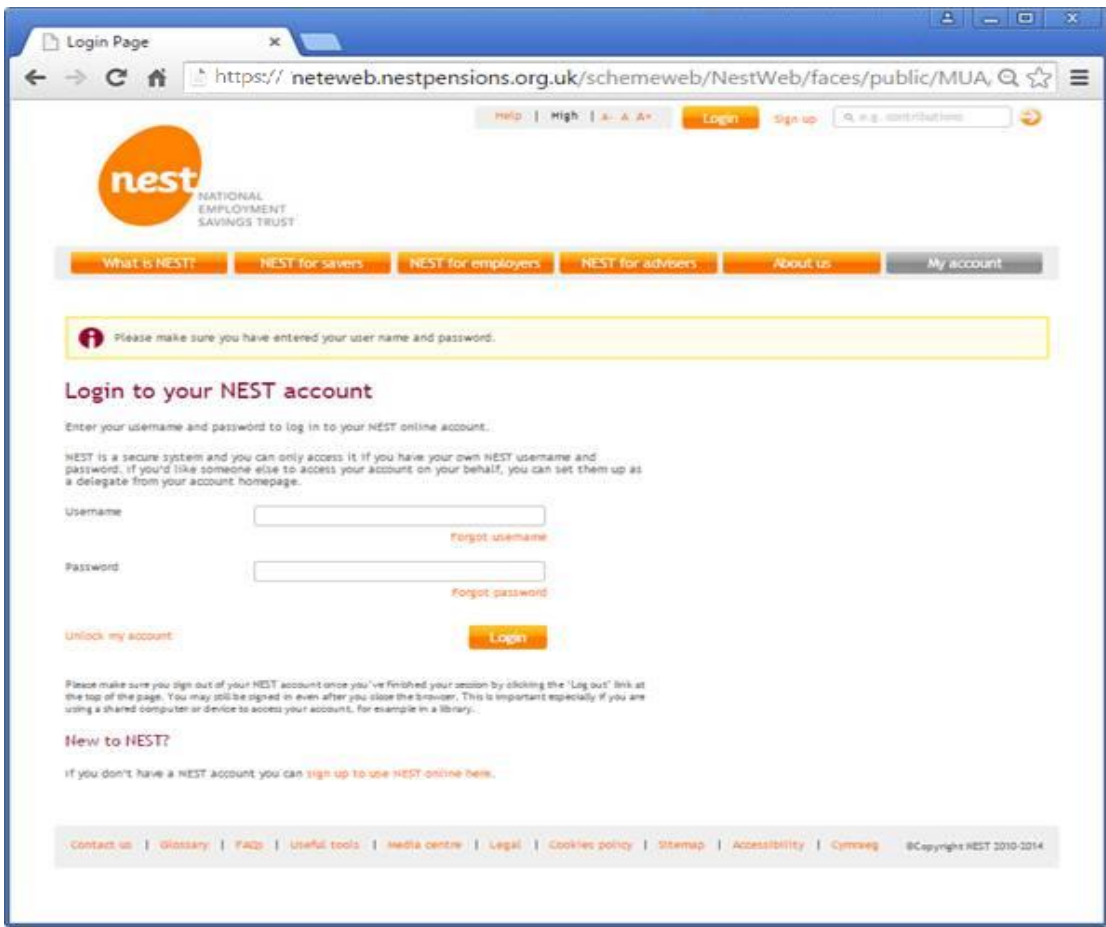 Login Page
https:// neteweb.nestpensions.org.uk/schemeweb/NestWeb/faces/public/MUA,
Help | High | A- A A+ Login Sign up e.g. contributions
nest
NATIONAL
EMPLOYMENT
SAVINGS TRUST
What is NEST? NEST for savers NEST for employers NEST for advisers About us My account
Please make sure you have entered your user name and password.
Login to your NEST account
Enter your username and password to log in to your NEST online account.
NEST is a secure system and you can only access it if you have your own NEST username and
password. If you'd like someone else to access your account on your behalf, you can set them up as
a delegate from your account homepage.
Username
Forgot username
Password
Forgot password
Unlock my account Login
Please make sure you sign out of your NEST account once you've finished your session by clicking the 'Log out' link at
the top of the page. You may still be signed in even after you close the browser. This is important especially if you are
using a shared computer or device to access your account, for example in a library.
New to NEST?
If you don't have a NEST account you can sign up to use NEST online here.
Contact us | Glossary | FAQs | Useful tools | Media centre | Legal | Cookies policy | Sitemap | Accessibility | Cymraeg ©Copyright NEST 2010-2014